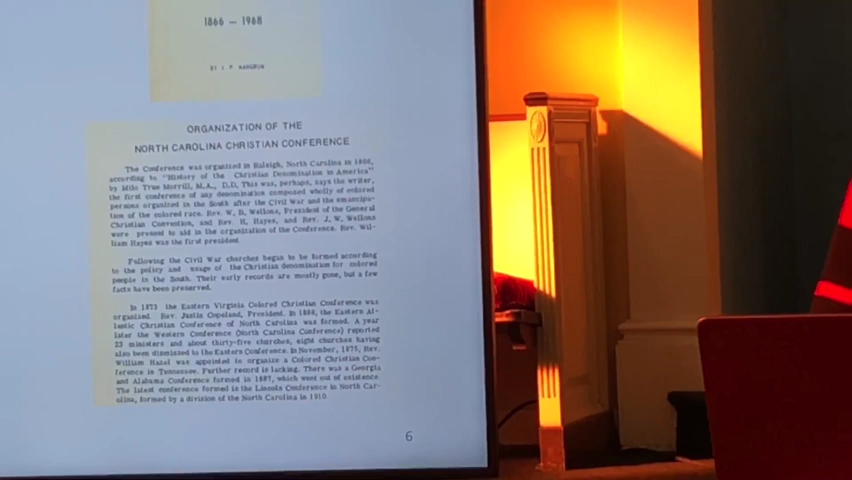 1866 — 1968
BY J. F. MANGRUM
ORGANIZATION OF THE
NORTH CAROLINA CHRISTIAN CONFERENCE
The Conference was organized in Raleigh, North Carolina in 1866,
according to "History of the Christian Denomination in America"
by Milo True Morrill, M.A., D.D. This was, perhaps, says the writer,
the first conference of any denomination composed wholly of colored
persons organized in the South after the Civil War and the emancipa-
tion of the colored race. Rev. W. B. Wellons, President of the General
Christian Convention, and Rev. H. Hayes, and Rev. J. W. Wellons
were present to aid in the organization of the Conference. Rev. Wil-
liam Hayes was the first president.
Following the Civil War churches began to be formed according
to the policy and usage of the Christian denomination for colored
people in the South. Their early records are mostly gone, but a few
facts have been preserved.
In 1873 the Eastern Virginia Colored Christian Conference was
organized. Rev. Justin Copeland, President. In 1888, the Eastern At-
lantic Christian Conference of North Carolina was formed. A year
later the Western Conference (North Carolina Conference) reported
23 ministers and about thirty-five churches, eight churches having
also been dismissed to the Eastern Conference. In November, 1875, Rev.
William Hazel was appointed to organize a Colored Christian Con-
ference in Tennessee. Further record is lacking. There was a Georgia
and Alabama Conference formed in 1887, which went out of existence.
The latest conference formed is the Lincoln Conference in North Car-
olina, formed by a division of the North Carolina in 1910.
6